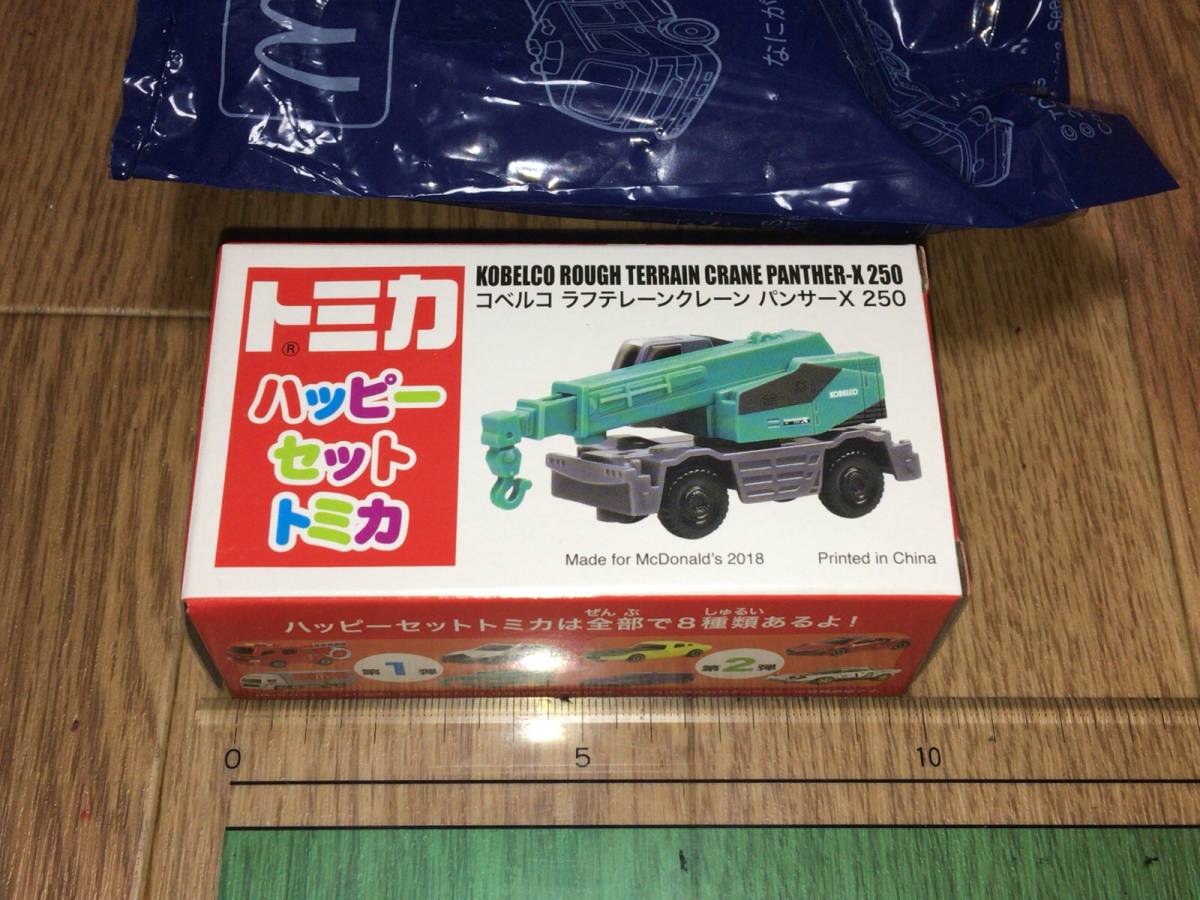 なにが
KOBELCO ROUGH TERRAIN CRANE PANTHER-X 250
コベルコ ラフテレーンクレーン パンサーX 250
トミカ
®
ハッピー
セット
トミカ
KOBELCO
Made for McDonald's 2018
Printed in China
ハッピーセットトミカは全部で8種類あるよ!
ぜんぶ
しゅるい
第1弾
第2弾
0
5
10